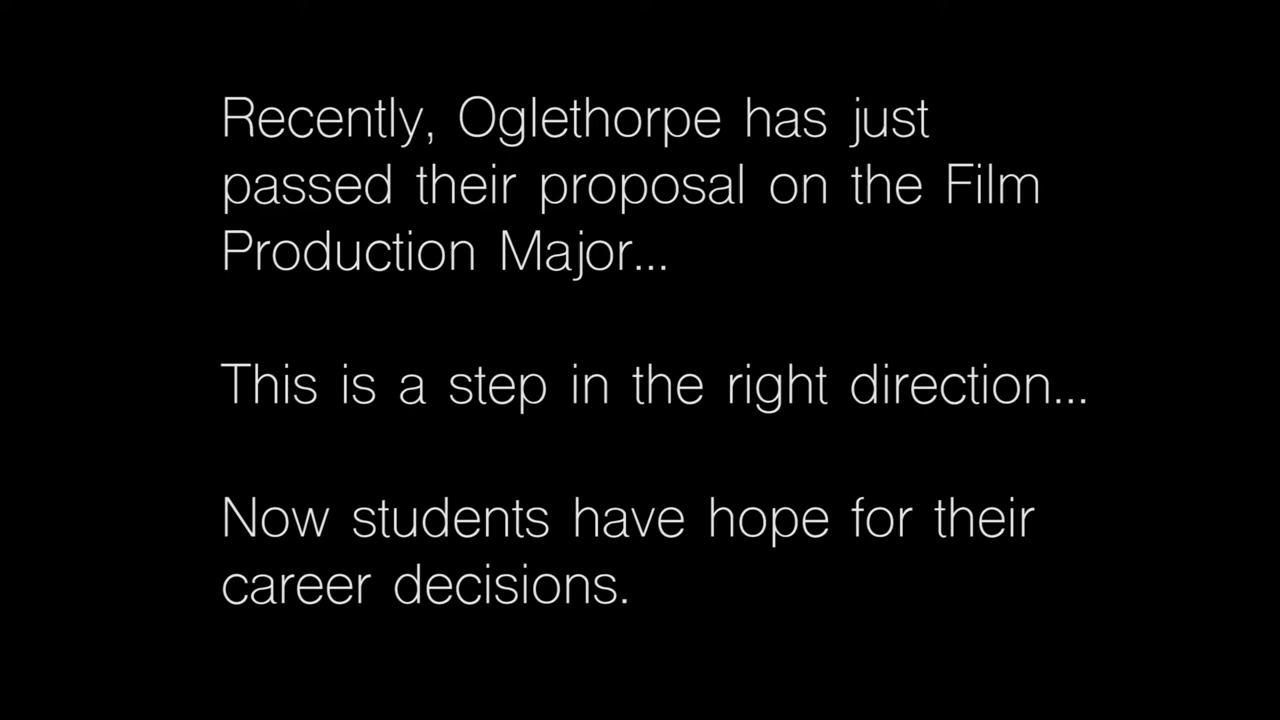 Recently, Oglethorpe has just
passed their proposal on the Film
Production Major...
This is a step in the right direction...
Now students have hope for their
career decisions.